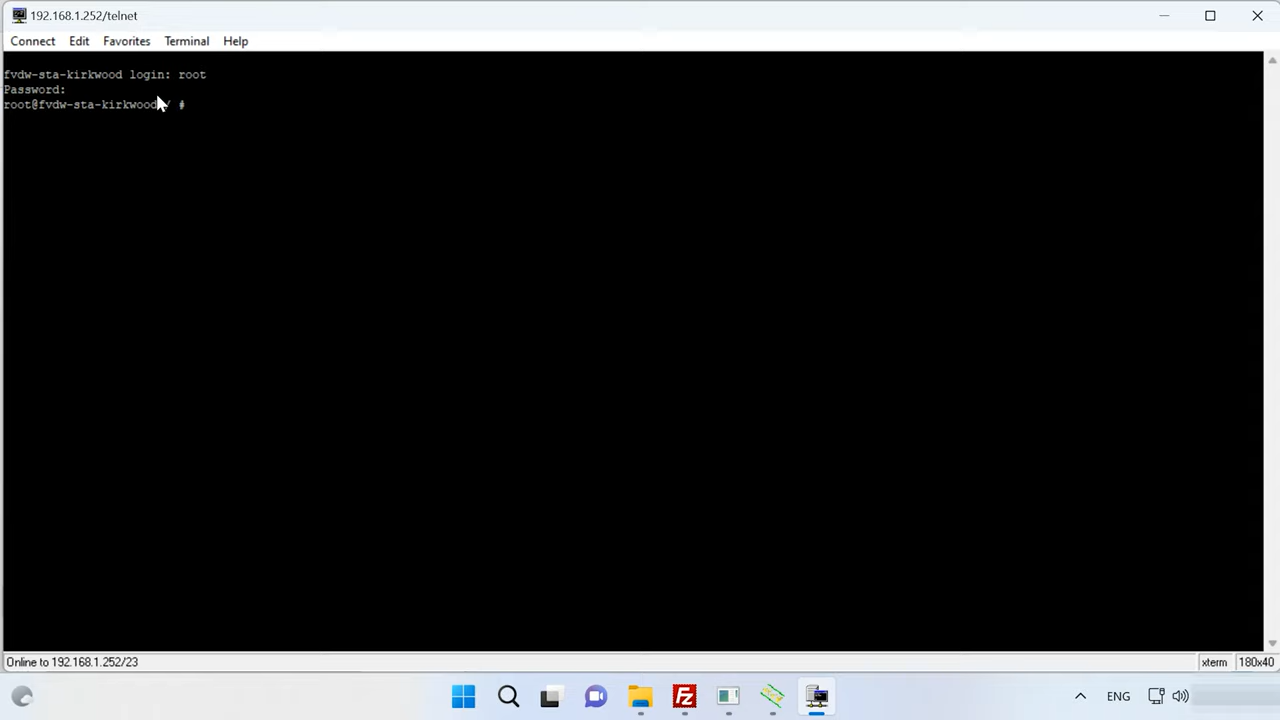 192.168.1.252/telnet
Connect Edit Favorites Terminal Help
fvdw-sta-kirkwood login: root
Password:
root@fvdw-sta-kirkwood / #
Online to 192.168.1.252/23 xterm 180x40
FZ ENG